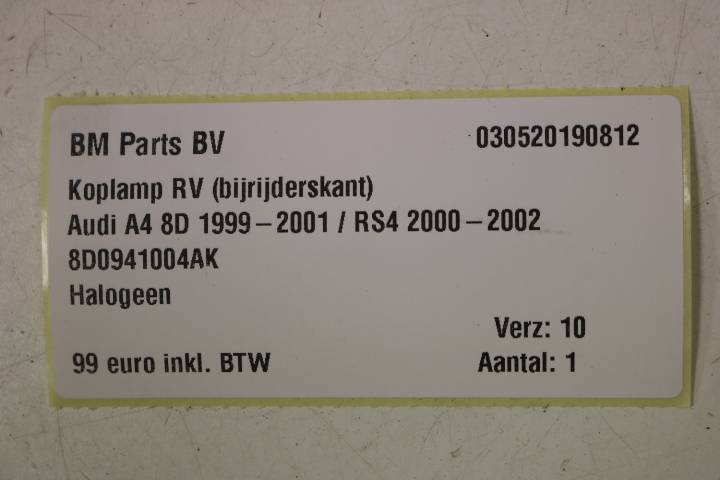 BM Parts BV 030520190812
Koplamp RV (bijrijderskant)
Audi A4 8D 1999-2001 / RS4 2000-2002
8D0941004AK
Halogeen
Verz: 10
99 euro inkl. BTW Aantal: 1